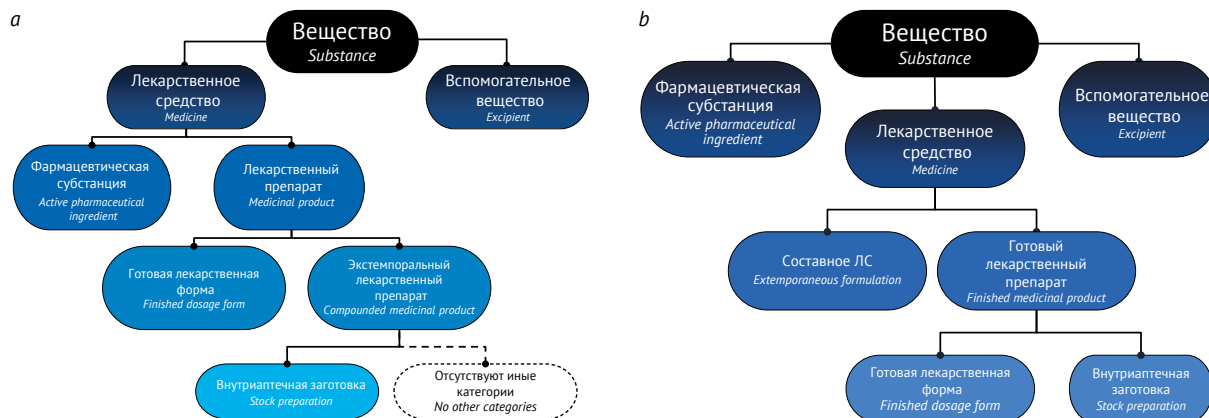 a
Вещество
Substance
Лекарственное
средство
Medicine
Вспомогательное
вещество
Excipient
Фармацевтическая
субстанция
Active pharmaceutical
ingredient
Лекарственный
препарат
Medicinal product
Готовая лекарственная
форма
Finished dosage form
Экстемпоральный
лекарственный
препарат
Compounded medicinal product
Внутриаптечная заготовка
Stock preparation
Отсутствуют иные
категории
No other categories
b
Вещество
Substance
Фармацевтическая
субстанция
Active pharmaceutical
ingredient
Лекарственное
средство
Medicine
Вспомогательное
вещество
Excipient
Составное ЛС
Extemporaneous formulation
Готовый
лекарственный
препарат
Finished medicinal product
Готовая лекарственная
форма
Finished dosage form
Внутриаптечная
заготовка
Stock preparation